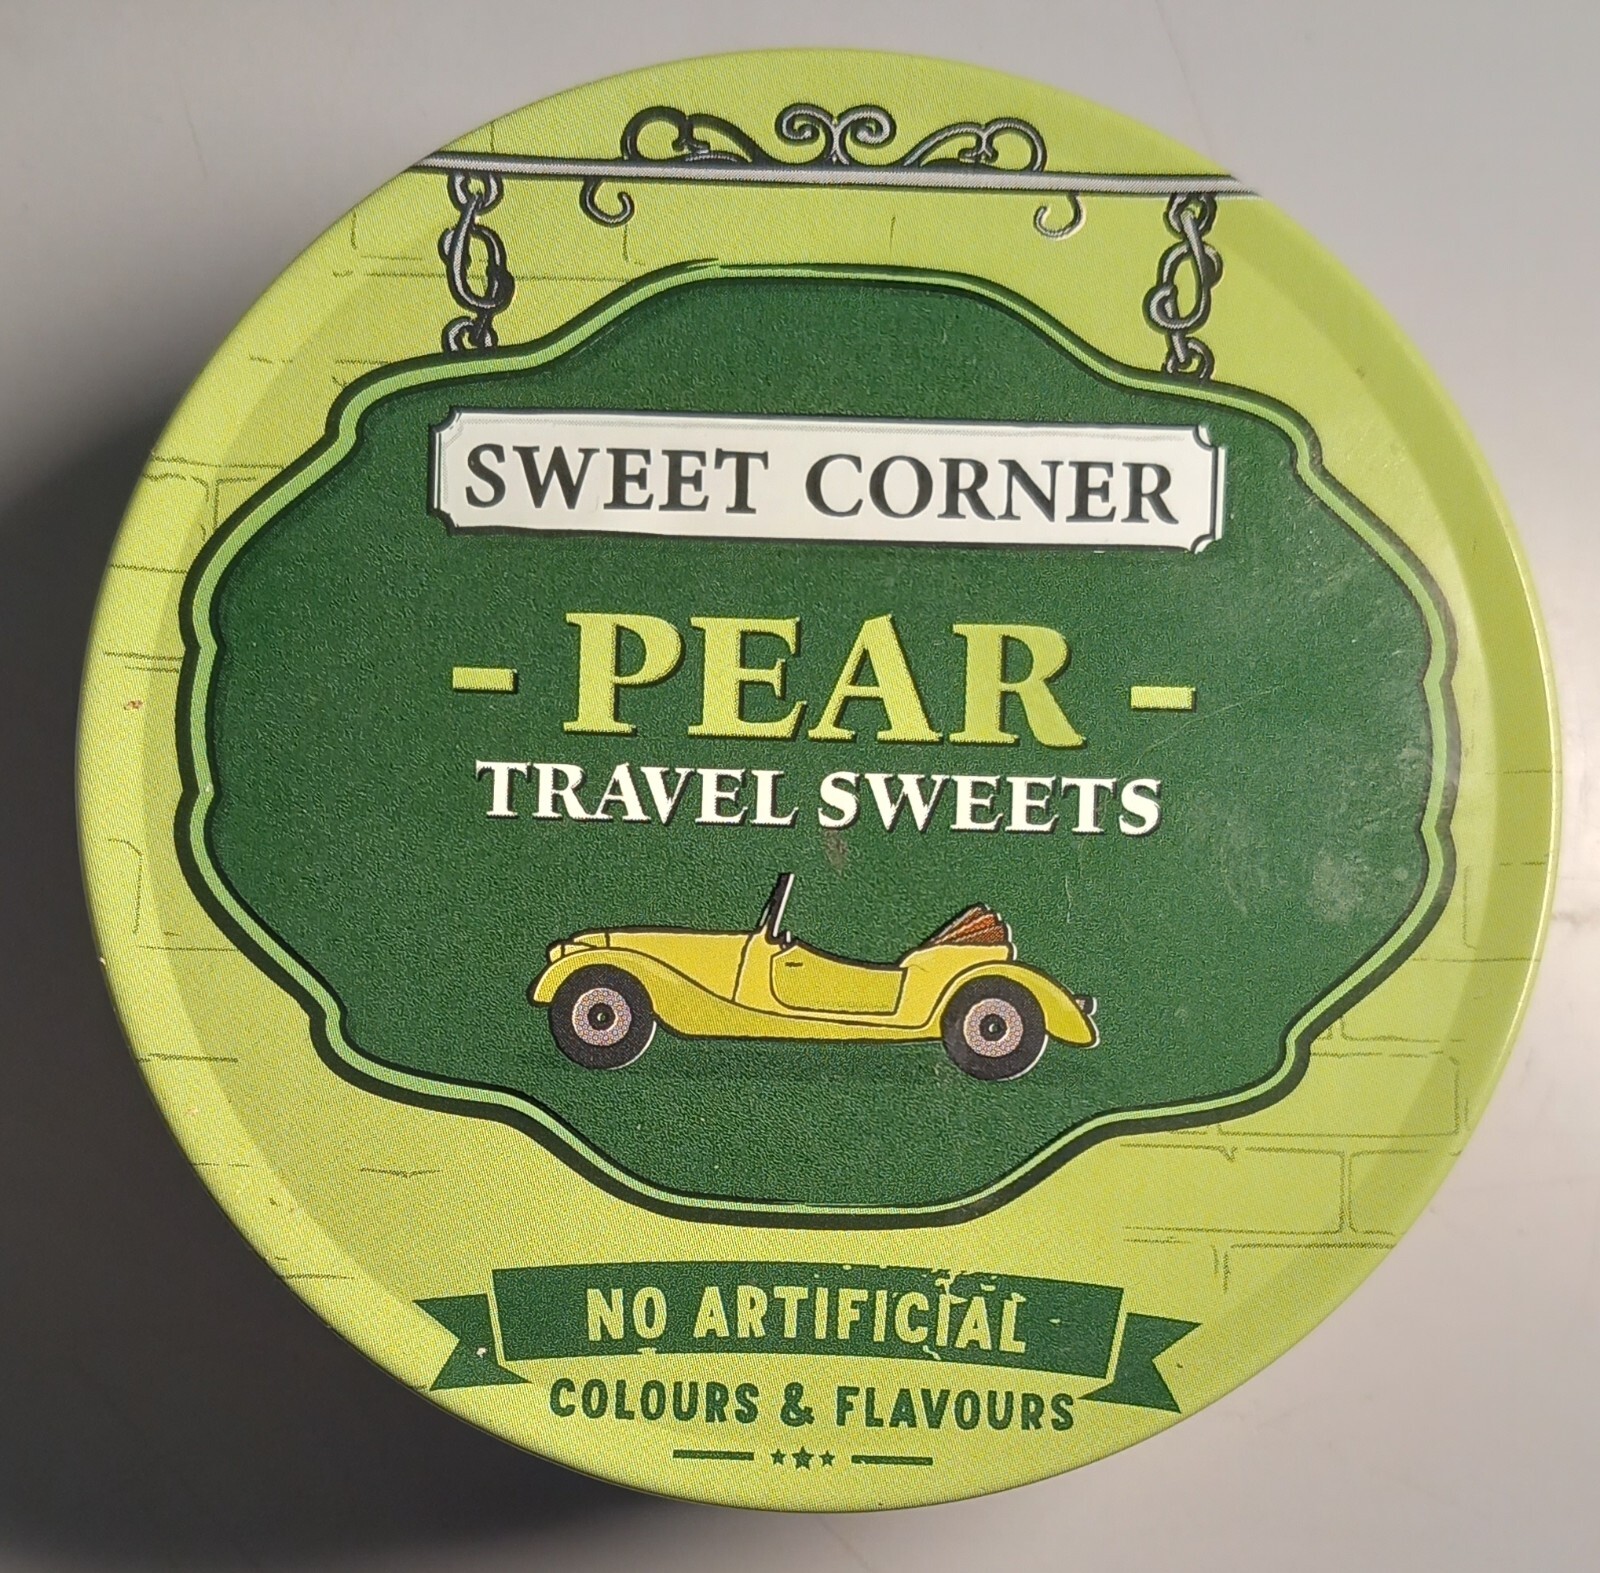 SWEET CORNER
- PEAR -
TRAVEL SWEETS
NO ARTIFICIAL
COLOURS & FLAVOURS